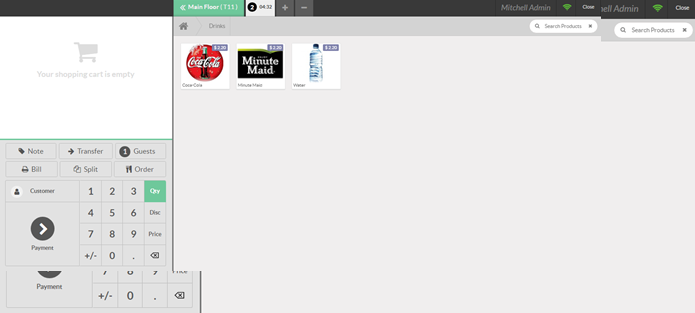 Main Floor ( T11 )
2 04:32
+ −
Mitchell Admin
Close
chell Admin
Close
Drinks
Search Products ×
Search Products ×
Your shopping cart is empty
$ 2.20
Coca-Cola
Coca-Cola
$ 2.20
Minute
Maid
Minute Maid
$ 2.20
Water
Note
Transfer
1 Guests
Bill
Split
Order
Customer
1 2 3 Qty
4 5 6 Disc
7 8 9 Price
+/- 0 .
Payment
Payment
7 8 9 Price
+/- 0 .